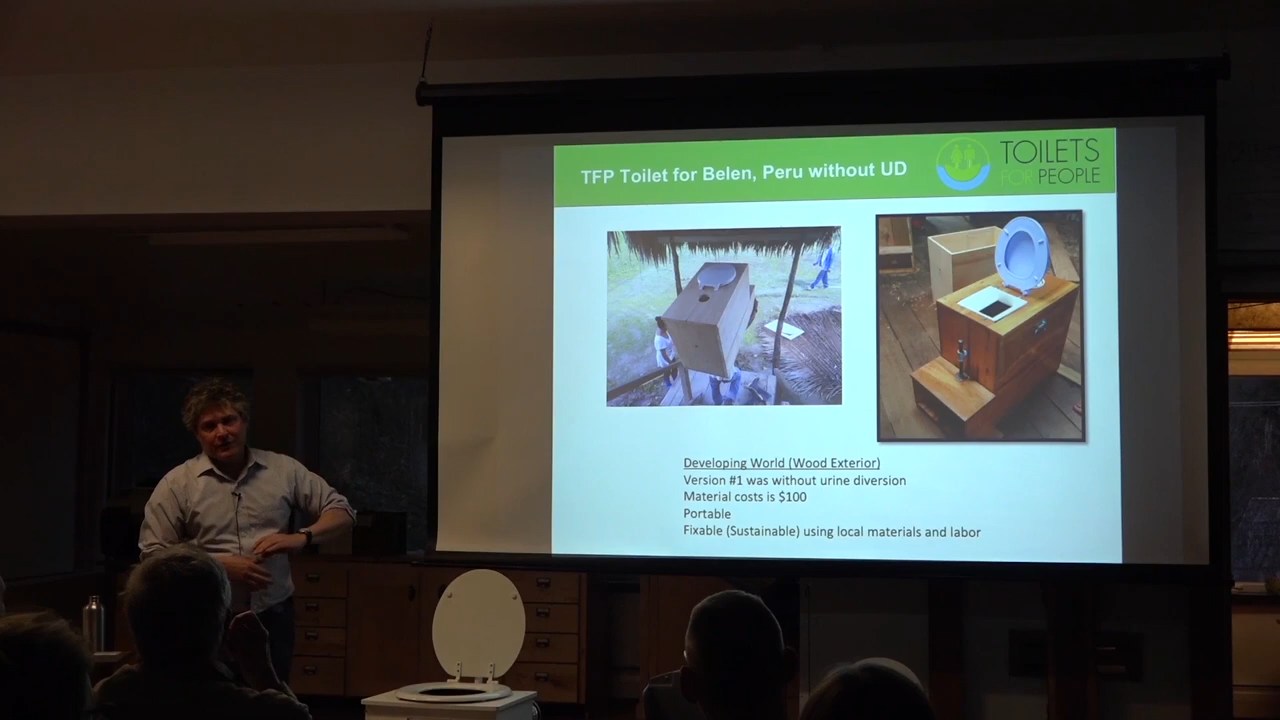 TFP Toilet for Belen, Peru without UD
TOILETS
FOR PEOPLE
Developing World (Wood Exterior)
Version #1 was without urine diversion
Material costs is $100
Portable
Fixable (Sustainable) using local materials and labor